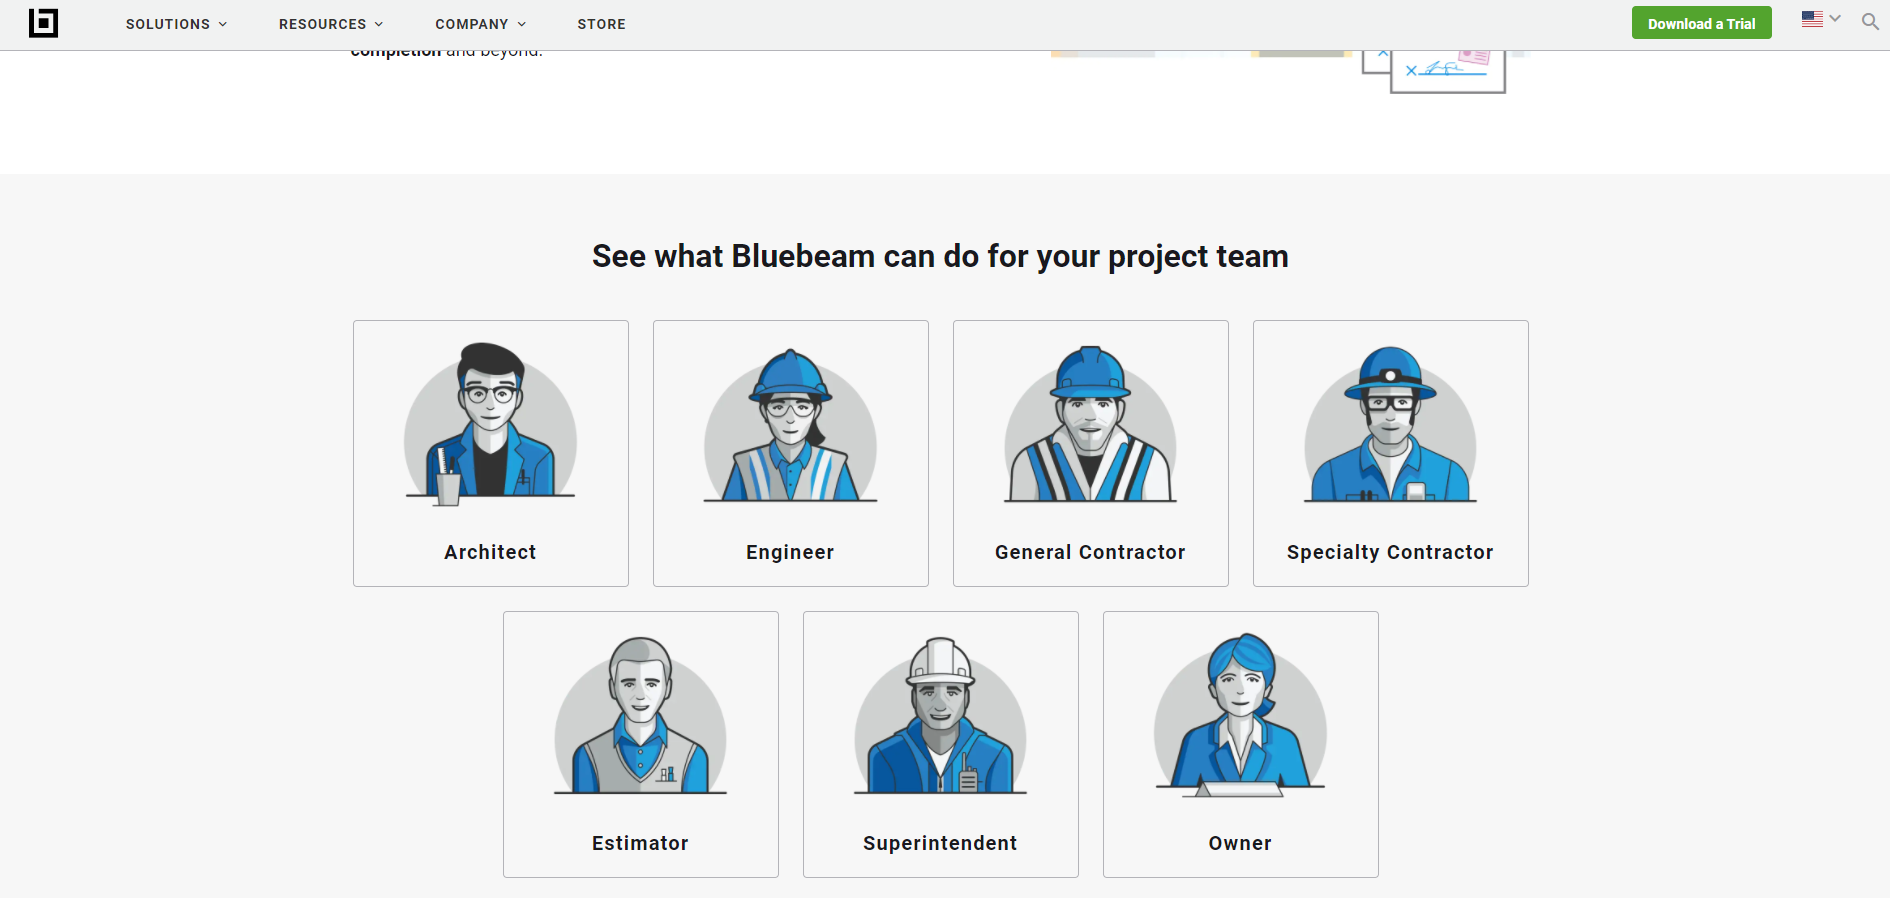 SOLUTIONS
RESOURCES
COMPANY
STORE
Download a Trial
completion and beyond.
See what Bluebeam can do for your project team
Architect
Engineer
General Contractor
Specialty Contractor
Estimator
Superintendent
Owner